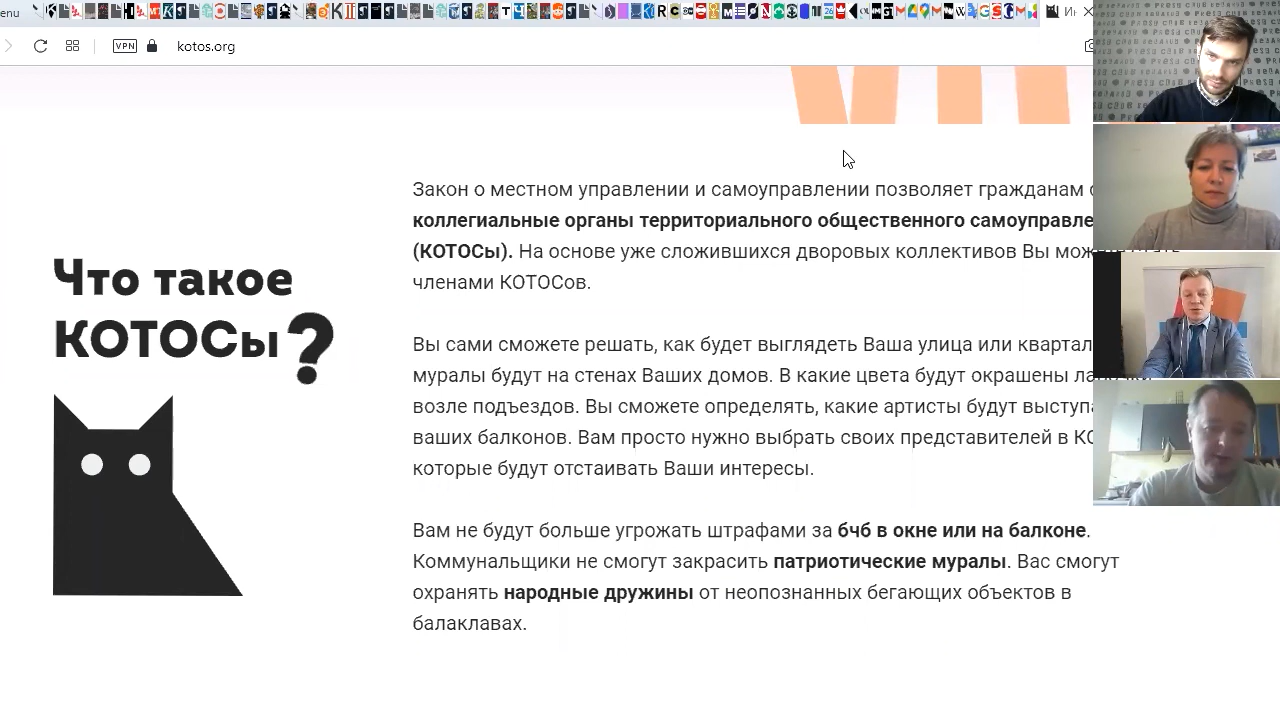 enu
VPN
kotos.org
Закон о местном управлении и самоуправлении позволяет гражданам
коллегиальные органы территориального общественного
(КОТОСы). На основе уже сложившихся дворовых коллективов Вы
членами КОТОСов.
Что такое
КОТОСы?
Вы сами сможете решать, как будет выглядеть Ваша улица или квартал
муралы будут на стенах Ваших домов. В какие цвета будут окрашены
возле подъездов. Вы сможете определять, какие артисты будут
ваших балконов. Вам просто нужно выбрать своих представителей в
которые будут отстаивать Ваши интересы.
Вам не будут больше угрожать штрафами за бчб в окне или на балконе.
Коммунальщики не смогут закрасить патриотические муралы. Вас смогут
охранять народные дружины от неопознанных бегающих объектов в
балаклавах.